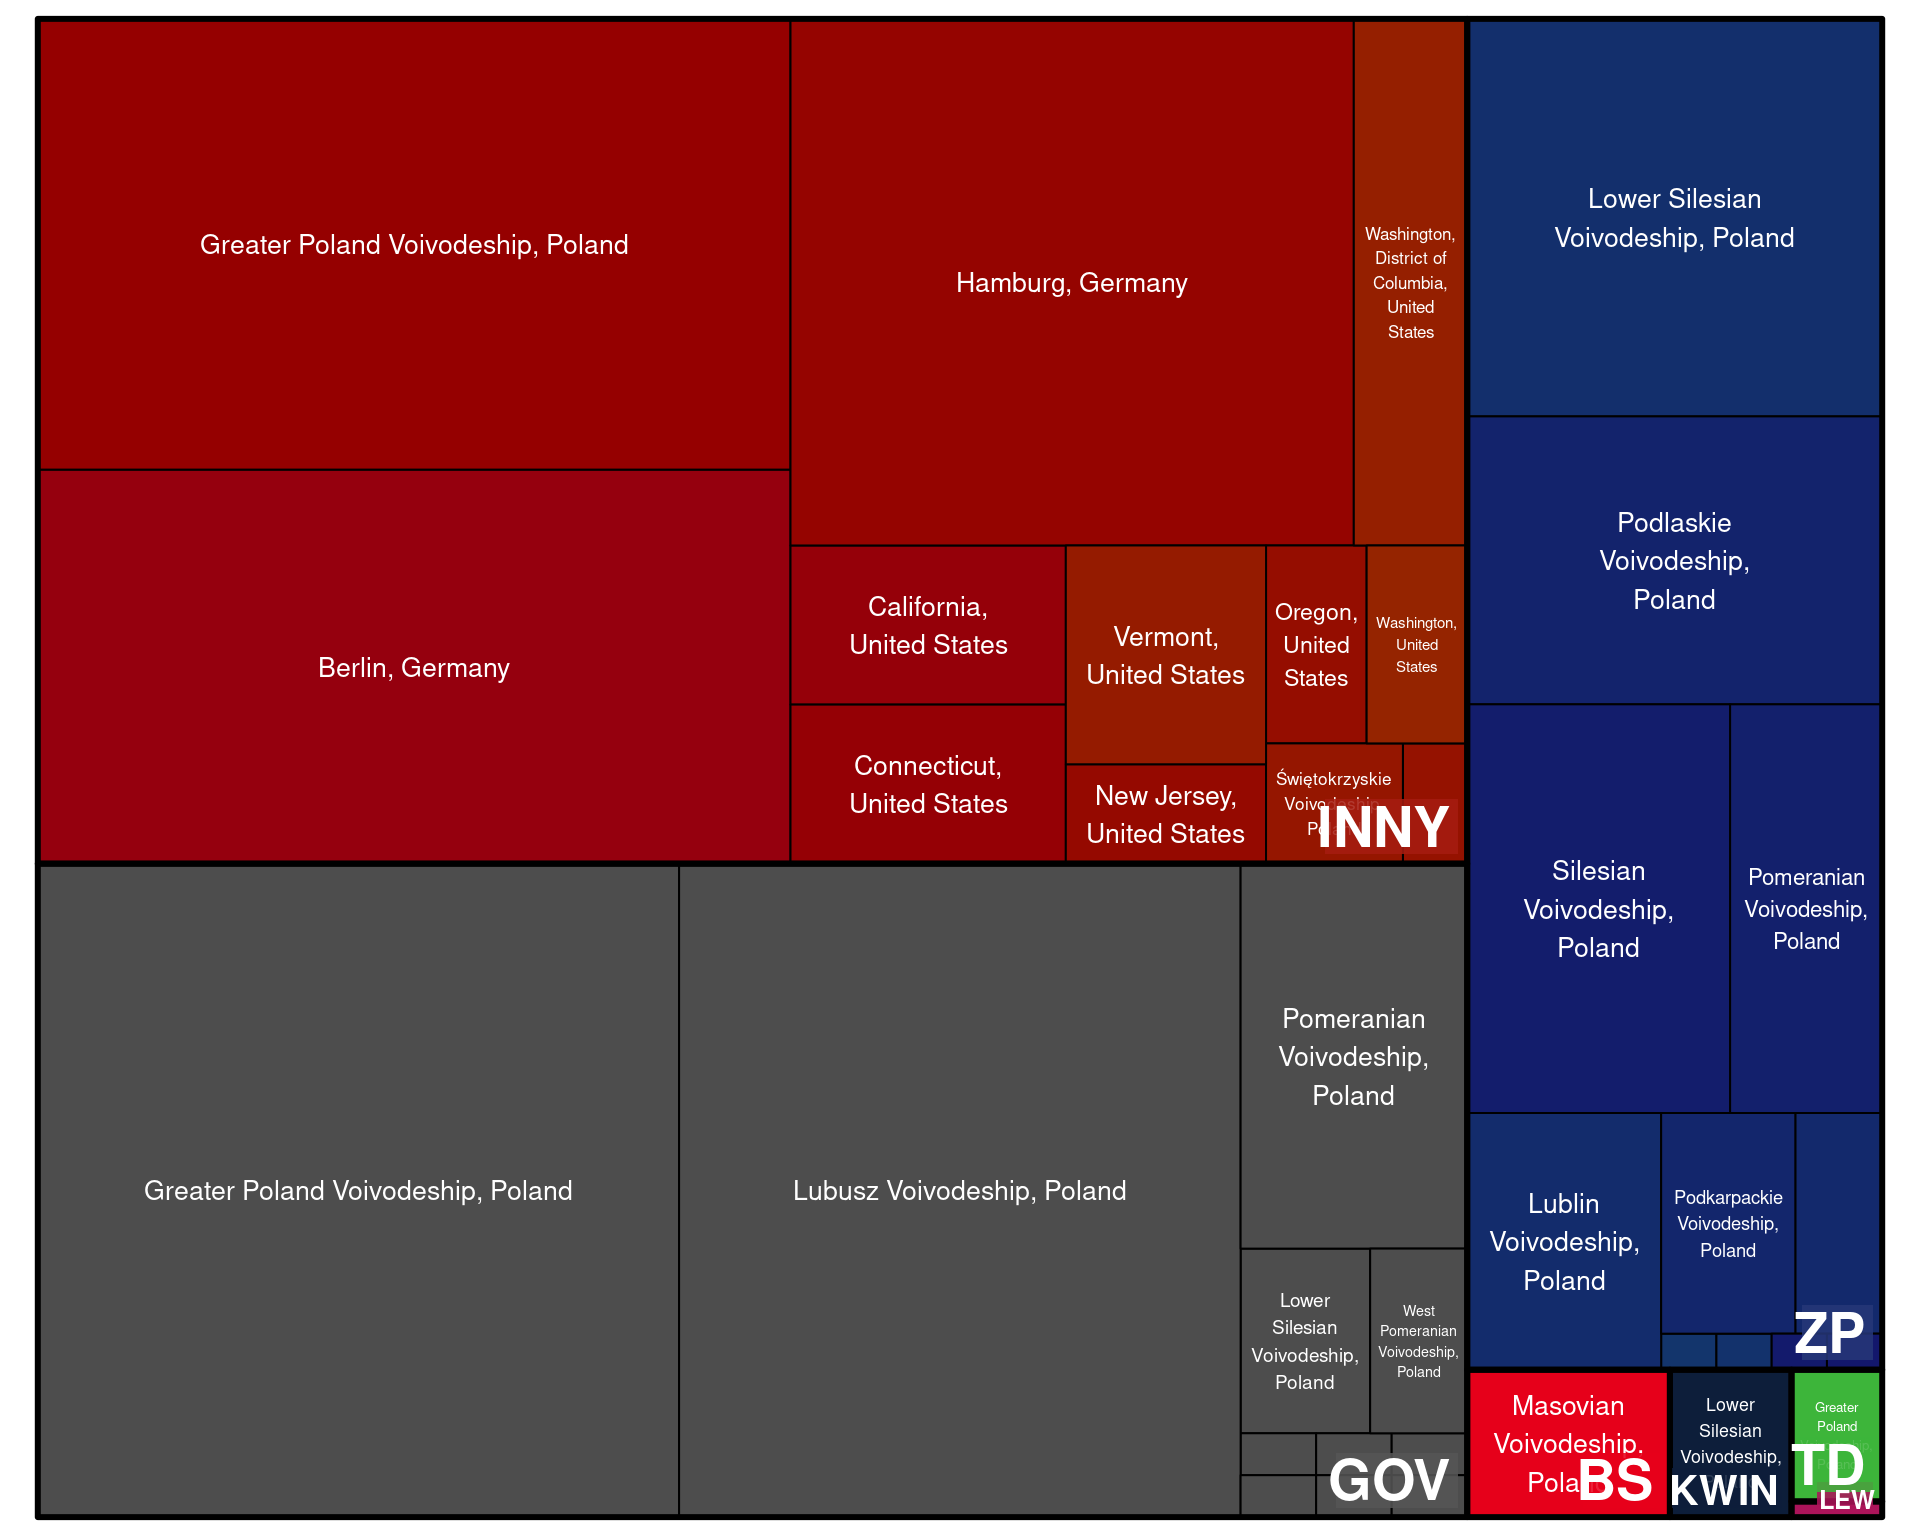 Greater Poland Voivodeship, Poland
Hamburg, Germany
Washington,
District of
Columbia,
United
States
Berlin, Germany
California,
United States
Connecticut,
United States
Vermont,
United States
New Jersey,
United States
Oregon,
United
States
Washington,
United
States
Świętokrzyskie
INNY
Greater Poland Voivodeship, Poland
Lubusz Voivodeship, Poland
Pomeranian
Voivodeship,
Poland
Lower
Silesian
Voivodeship,
Poland
West
Pomeranian
Voivodeship,
Poland
GOV
Lower Silesian
Voivodeship, Poland
Podlaskie
Voivodeship,
Poland
Silesian
Voivodeship,
Poland
Pomeranian
Voivodeship,
Poland
Lublin
Voivodeship,
Poland
Podkarpackie
Voivodeship,
Poland
ZP
Masovian
Voivodeship,
BS
Lower
Silesian
Voivodeship,
KWIN
Greater
Poland
TD
LEW